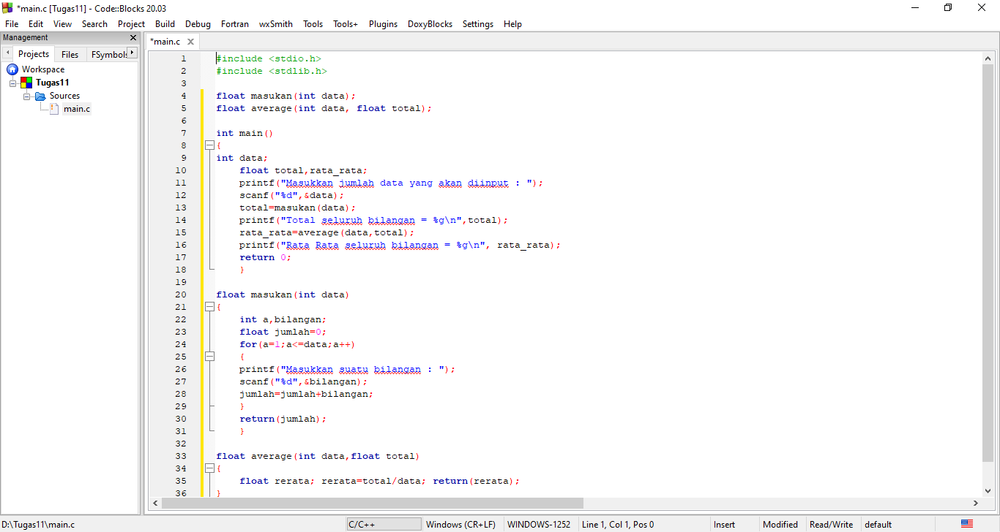 *main.c [Tugas11] - Code::Blocks 20.03
File Edit View Search Project Build Debug Fortran wxSmith Tools Tools+ Plugins DoxyBlocks Settings Help
Management
Projects Files FSymbols
Workspace
Tugas11
Sources
main.c
*main.c
1 #include <stdio.h>
2 #include <stdlib.h>
3
4 float masukan(int data);
5 float average(int data, float total);
6
7 int main()
8 {
9 int data;
10 float total,rata_rata;
11 printf("Masukkan jumlah data yang akan diinput : ");
12 scanf("%d",&data);
13 total=masukan(data);
14 printf("Total seluruh bilangan = %g\n",total);
15 rata_rata=average(data,total);
16 printf("Rata Rata seluruh bilangan = %g\n", rata_rata);
17 return 0;
18 }
19
20 float masukan(int data)
21 {
22 int a,bilangan;
23 float jumlah=0;
24 for(a=1;a<=data;a++)
25 {
26 printf("Masukkan suatu bilangan : ");
27 scanf("%d",&bilangan);
28 jumlah=jumlah+bilangan;
29 }
30 return(jumlah);
31 }
32
33 float average(int data,float total)
34 {
35 float rerata; rerata=total/data; return(rerata);
36 }
D:\Tugas11\main.c C/C++ Windows (CR+LF) WINDOWS-1252 Line 1, Col 1, Pos 0 Insert Modified Read/Write default